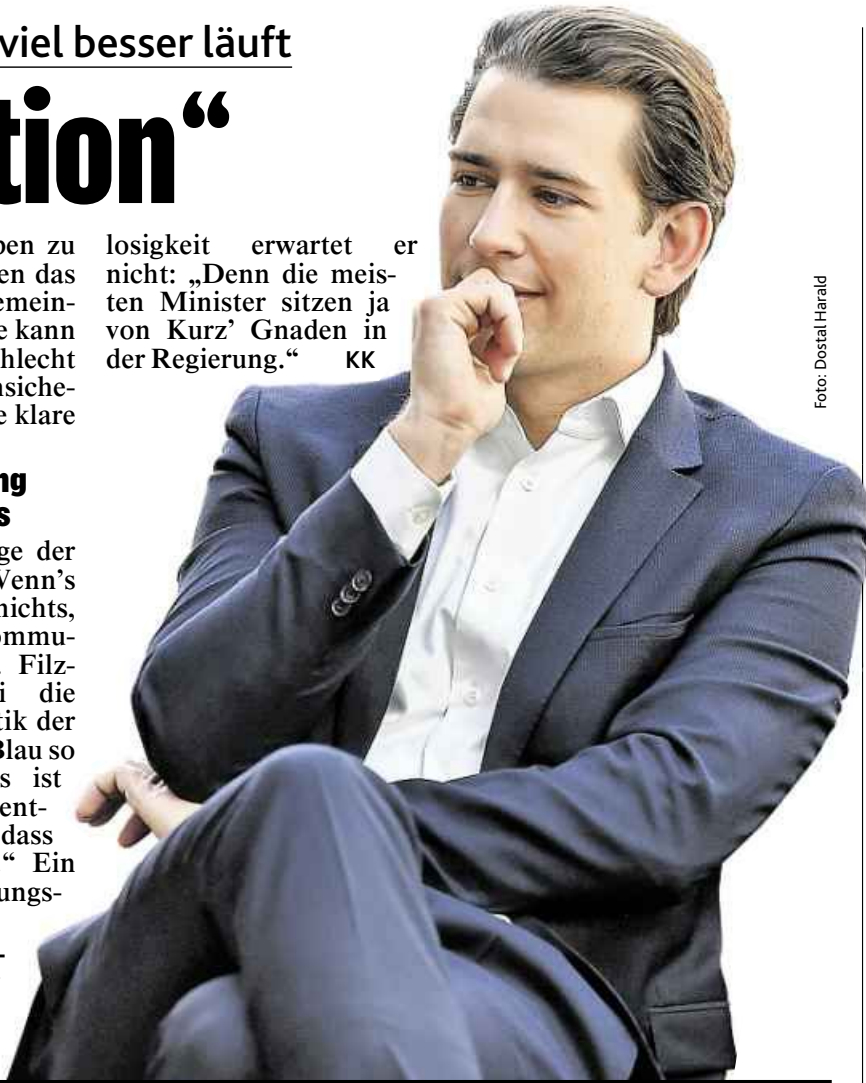 viel besser läuft
tion“
ben zu
en das
emein-
e kann
hlecht
nsiche-
e klare
ng
s
ge der
Wenn’s
nichts,
ommu-
Filz-
i die
tik der
Blau so
s ist
ent-
dass
“ Ein
ungs-
losigkeit erwartet er
nicht: „Denn die meis-
ten Minister sitzen ja
von Kurz’ Gnaden in
der Regierung.“ KK
Foto: Dostal Harald